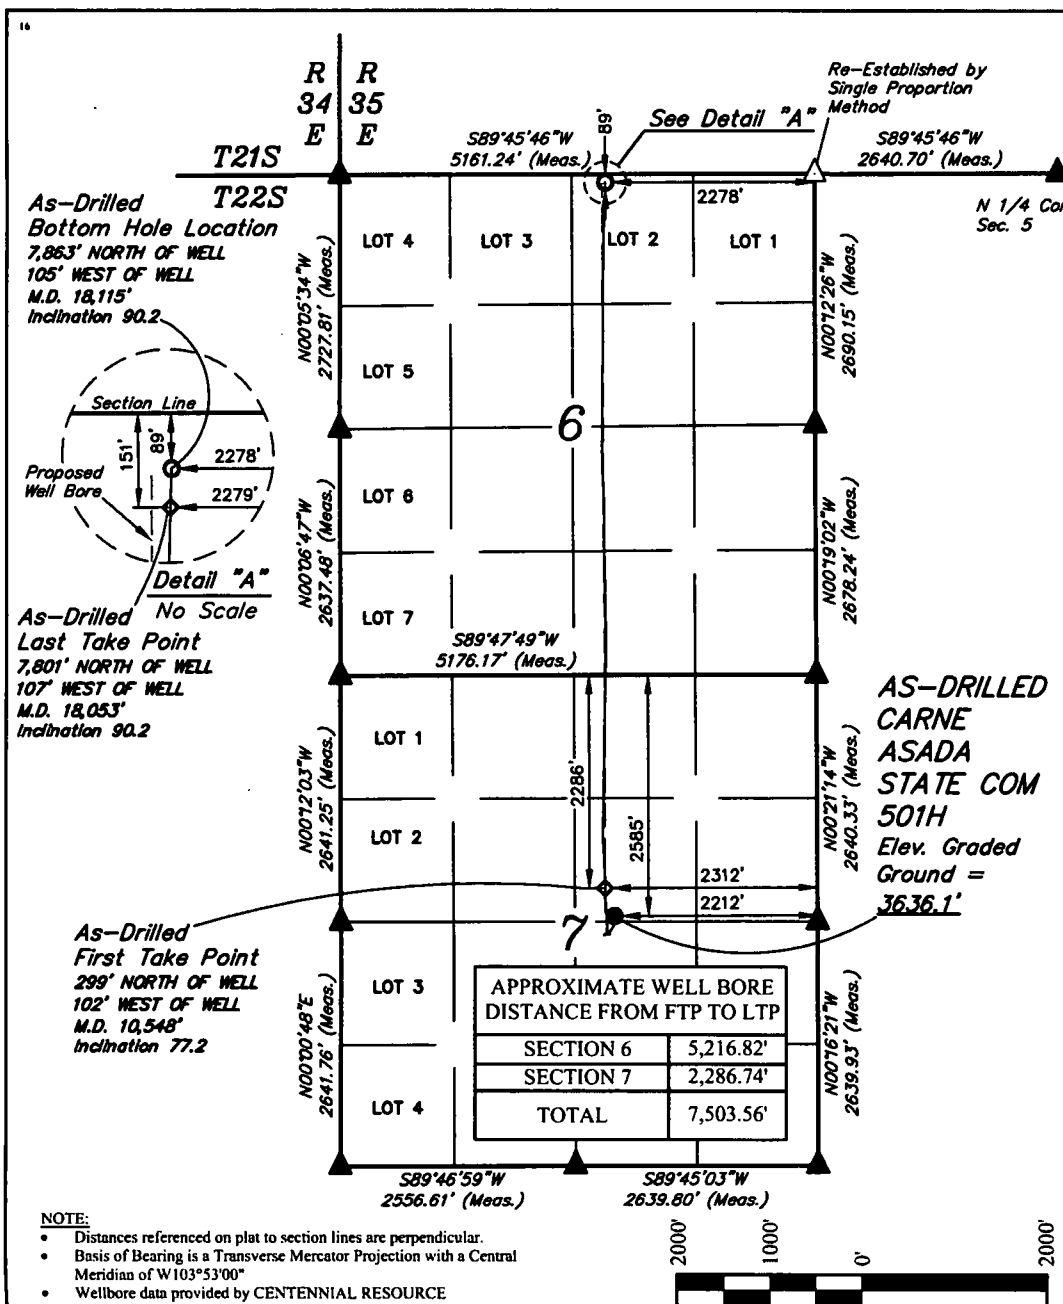 16
R
34
E
R
35
E
T21S
T22S
Re-Established by
Single Proportion
Method
See Detail "A"
S89°45'46"W
5161.24' (Meas.)
89'
S89°45'46"W
2640.70' (Meas.)
2278'
N 1/4 Cor
Sec. 5
As-Drilled
Bottom Hole Location
7,863' NORTH OF WELL
105' WEST OF WELL
M.D. 18,115'
Inclination 90.2
LOT 4
LOT 3
LOT 2
LOT 1
N00°05'34"W
2727.81' (Meas.)
N00°12'26"W
2690.15' (Meas.)
LOT 5
6
Section Line
151'
89'
2278'
2279'
Proposed
Well Bore
Detail "A"
No Scale
LOT 6
N00°06'47"W
2637.48' (Meas.)
N00°19'02"W
2678.24' (Meas.)
LOT 7
As-Drilled
Last Take Point
7,801' NORTH OF WELL
107' WEST OF WELL
M.D. 18,053'
Inclination 90.2
S89°47'49"W
5176.17' (Meas.)
AS-DRILLED
CARNE
ASADA
STATE COM
501H
Elev. Graded
Ground =
3636.1'
LOT 1
N00°12'03"W
2641.25' (Meas.)
2286'
2585'
N00°21'14"W
2640.33' (Meas.)
LOT 2
2312'
2212'
7
As-Drilled
First Take Point
299' NORTH OF WELL
102' WEST OF WELL
M.D. 10,548'
Inclination 77.2
LOT 3
N00°00'48"E
2641.76' (Meas.)
N00°16'21"W
2639.93' (Meas.)
APPROXIMATE WELL BORE
DISTANCE FROM FTP TO LTP
SECTION 6 5,216.82'
SECTION 7 2,286.74'
TOTAL 7,503.56'
LOT 4
S89°46'59"W
2556.61' (Meas.)
S89°45'03"W
2639.80' (Meas.)
NOTE:
• Distances referenced on plat to section lines are perpendicular.
• Basis of Bearing is a Transverse Mercator Projection with a Central
Meridian of W103°53'00"
• Wellbore data provided by CENTENNIAL RESOURCE
2000'
1000'
0'
2000'